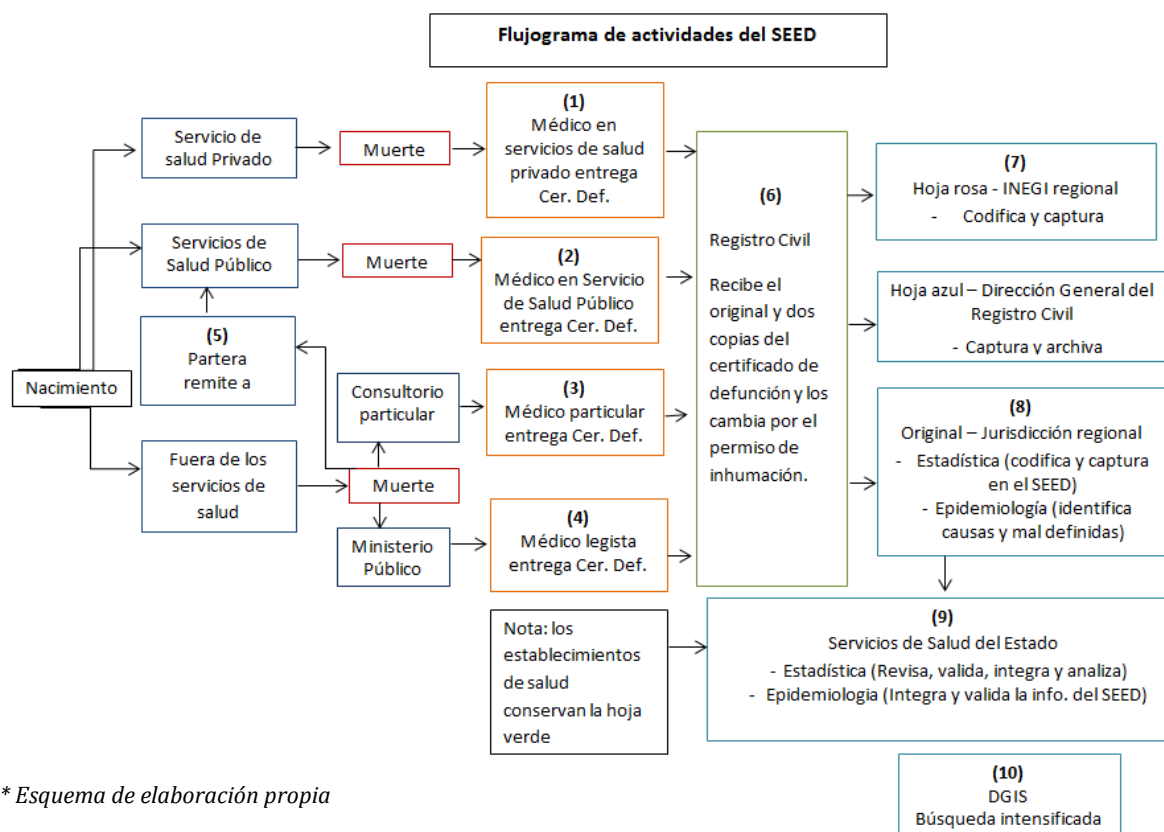 Flujograma de actividades del SEED
Servicio de
salud Privado
Muerte
(1)
Médico en
servicios de salud
privado entrega
Cer. Def.
Servicios de
Salud Público
Muerte
(2)
Médico en Servicio
de Salud Público
entrega Cer. Def.
(5)
Partera
remite a
Nacimiento
Consultorio
particular
(3)
Médico particular
entrega Cer. Def.
Fuera de los
servicios de
salud
Muerte
Ministerio
Público
(4)
Médico legista
entrega Cer. Def.
(6)
Registro Civil
Recibe el
original y dos
copias del
certificado de
defunción y los
cambia por el
permiso de
inhumación.
(7)
Hoja rosa - INEGI regional
- Codifica y captura
Hoja azul – Dirección General del
Registro Civil
- Captura y archiva
(8)
Original – Jurisdicción regional
- Estadística (codifica y captura
en el SEED)
- Epidemiología (identifica
causas y mal definidas)
Nota: los
establecimientos
de salud
conservan la hoja
verde
(9)
Servicios de Salud del Estado
- Estadística (Revisa, valida, integra y analiza)
- Epidemiologia (Integra y valida la info. del SEED)
(10)
DGIS
Búsqueda intensificada
* Esquema de elaboración propia